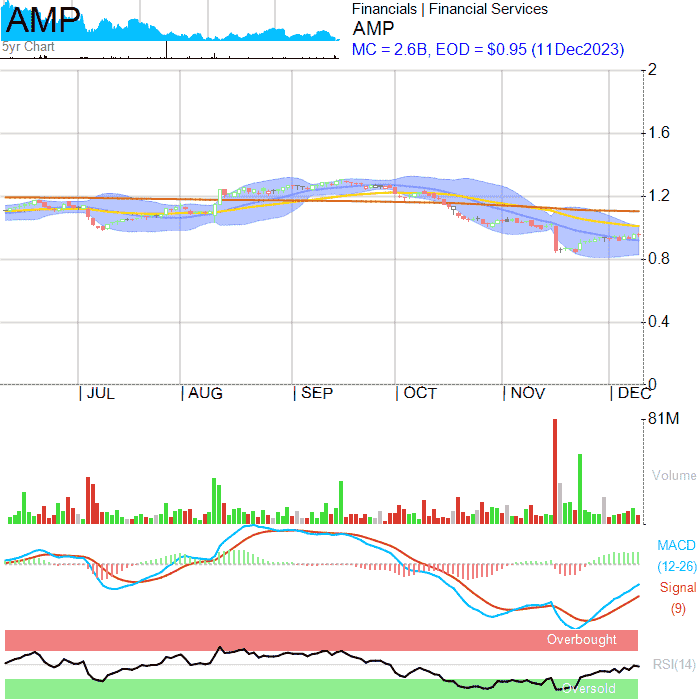 AMP
5yr Chart
Financials | Financial Services
AMP
MC = 2.6B, EOD = $0.95 (11Dec2023)
2
1.6
1.2
0.8
0.4
0
| JUL | AUG | SEP | OCT | NOV | DEC
81M
Volume
MACD
(12-26)
Signal
(9)
Overbought
RSI(14)
Oversold